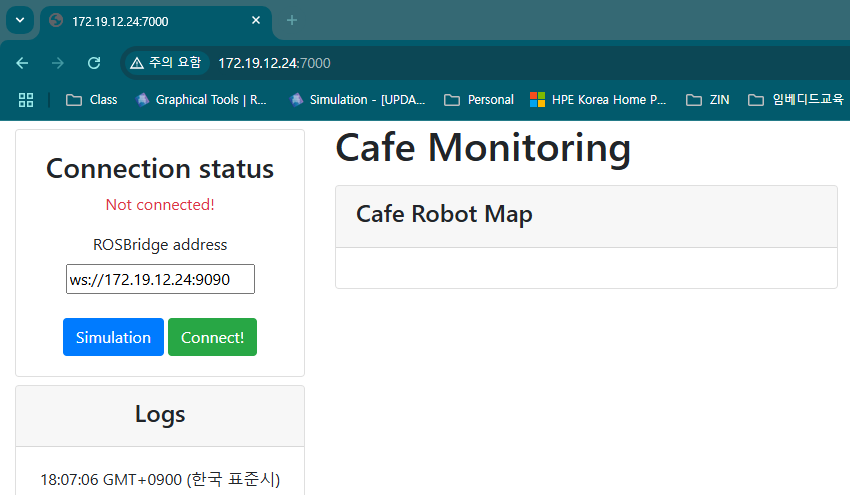 172.19.12.24:7000
주의 요함
172.19.12.24:7000
Class
Graphical Tools | R...
Simulation - [UPDA...
Personal
HPE Korea Home P...
ZIN
임베디드교육
Connection status
Not connected!
ROSBridge address
ws://172.19.12.24:9090
Simulation
Connect!
Logs
18:07:06 GMT+0900 (한국 표준시)
Cafe Monitoring
Cafe Robot Map